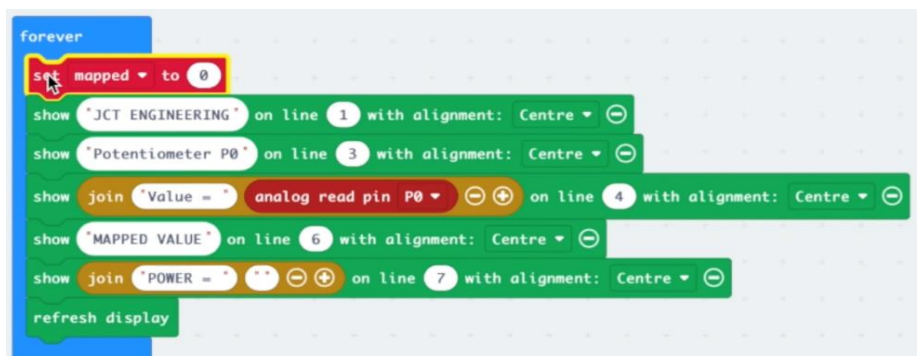 forever
set mapped to 0
show "JCT ENGINEERING" on line 1 with alignment: Centre
show "Potentiometer P0" on line 3 with alignment: Centre
show join "Value = " analog read pin P0 on line 4 with alignment: Centre
show "MAPPED VALUE" on line 6 with alignment: Centre
show join "POWER = " "" on line 7 with alignment: Centre
refresh display